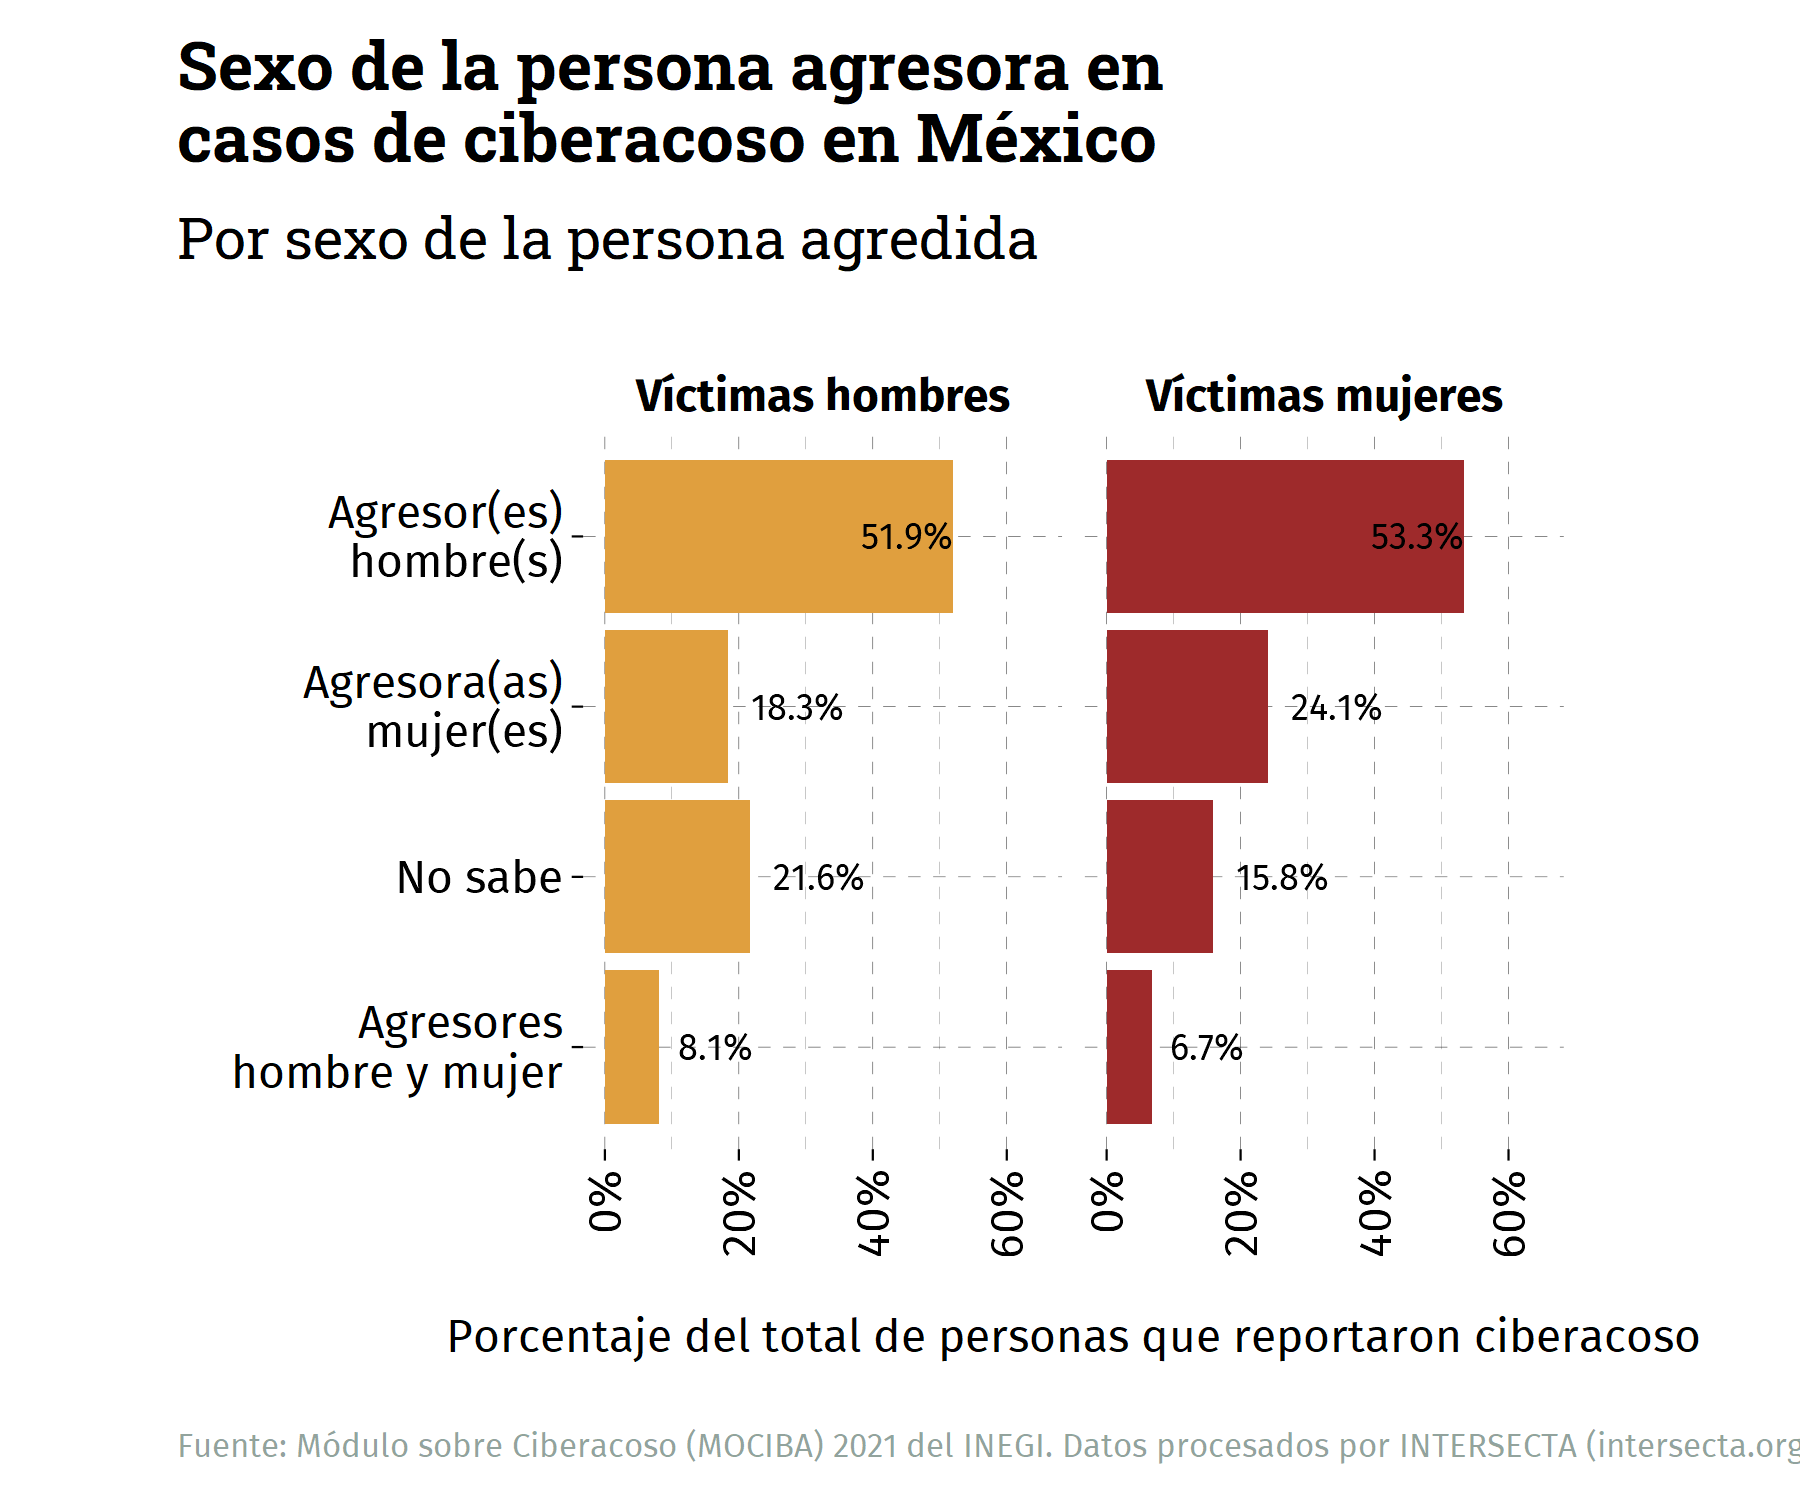 Sexo de la persona agresora en
casos de ciberacoso en México
Por sexo de la persona agredida
Víctimas hombres
Víctimas mujeres
Agresor(es)
hombre(s)
51.9%
53.3%
Agresora(as)
mujer(es)
18.3%
24.1%
No sabe
21.6%
15.8%
Agresores
hombre y mujer
8.1%
6.7%
0%
20%
40%
60%
0%
20%
40%
60%
Porcentaje del total de personas que reportaron ciberacoso
Fuente: Módulo sobre Ciberacoso (MOCIBA) 2021 del INEGI. Datos procesados por INTERSECTA (intersecta.org